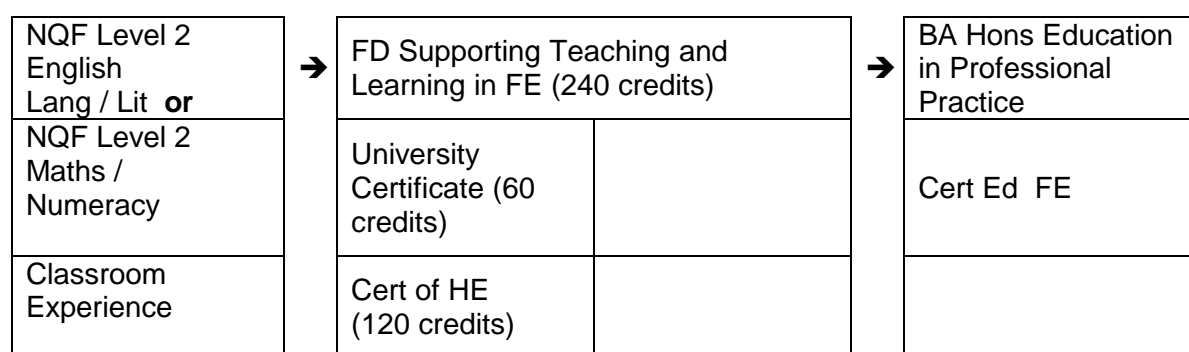 NQF Level 2
English
Lang / Lit or
NQF Level 2
Maths /
Numeracy
Classroom
Experience
➔
FD Supporting Teaching and
Learning in FE (240 credits)
University
Certificate (60
credits)
Cert of HE
(120 credits)
➔
BA Hons Education
in Professional
Practice
Cert Ed FE